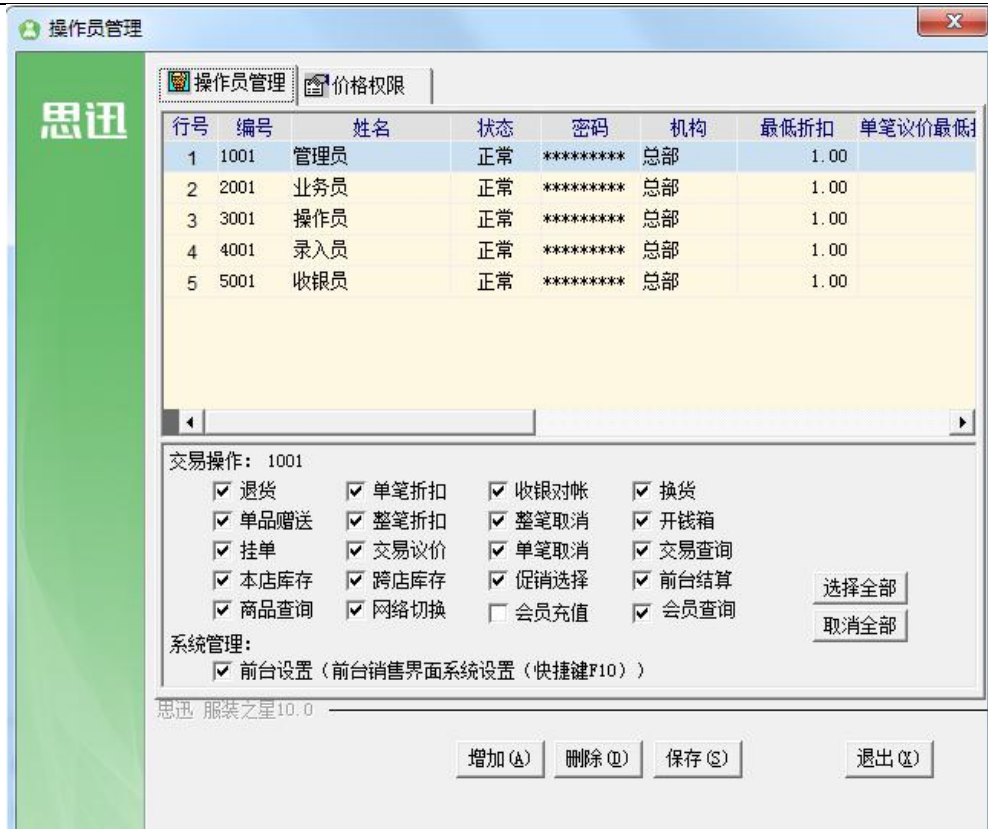 操作员管理
思迅
操作员管理 价格权限
行号 编号 姓名 状态 密码 机构 最低折扣 单笔议价最低
1 1001 管理员 正常 ********* 总部 1.00
2 2001 业务员 正常 ********* 总部 1.00
3 3001 操作员 正常 ********* 总部 1.00
4 4001 录入员 正常 ********* 总部 1.00
5 5001 收银员 正常 ********* 总部 1.00
交易操作: 1001
退货 单笔折扣 收银对帐 换货
单品赠送 整笔折扣 整笔取消 开钱箱
挂单 交易议价 单笔取消 交易查询
本店库存 跨店库存 促销选择 前台结算 选择全部
商品查询 网络切换 会员充值 会员查询 取消全部
系统管理:
前台设置(前台销售界面系统设置(快捷键F10))
思迅 服装之星10.0
增加(A) 删除(D) 保存(S) 退出(X)